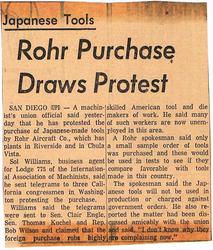 Japanese Tools
Rohr Purchase
Draws Protest
SAN DIEGO (UPI) — A machin-
ist's union official said yester-
day that he has protested the
purchase of Japanese-made tools
by Rohr Aircraft Co., which has
plants in Riverside and in Chula
Vista.
Syl Williams, business agent
for Lodge 775 of the Internation-
al Association of Machinists, said
he sent telegrams to three Cali-
fornia congressmen in Washing-
ton protesting the purchase.
Williams said the telegrams
were sent to Sen. Clair Engle,
Sen. Thomas Kuchel and Rep.
Bob Wilson and claimed that the
foreign purchase robs highly
skilled American tool and die
makers of work. He said many
of such workers are now unem-
ployed in this area.
A Rohr spokesman said only
a small sample order of tools
was purchased and these would
be used in tests to see if they
compare favorable with tools
made in this country.
The spokesman said the Japa-
nese tools will not be used in
production or charged against
government orders. He also re-
ported the matter had been dis-
cussed amicably with the union
and said, "I don't know why they
are complaining now."